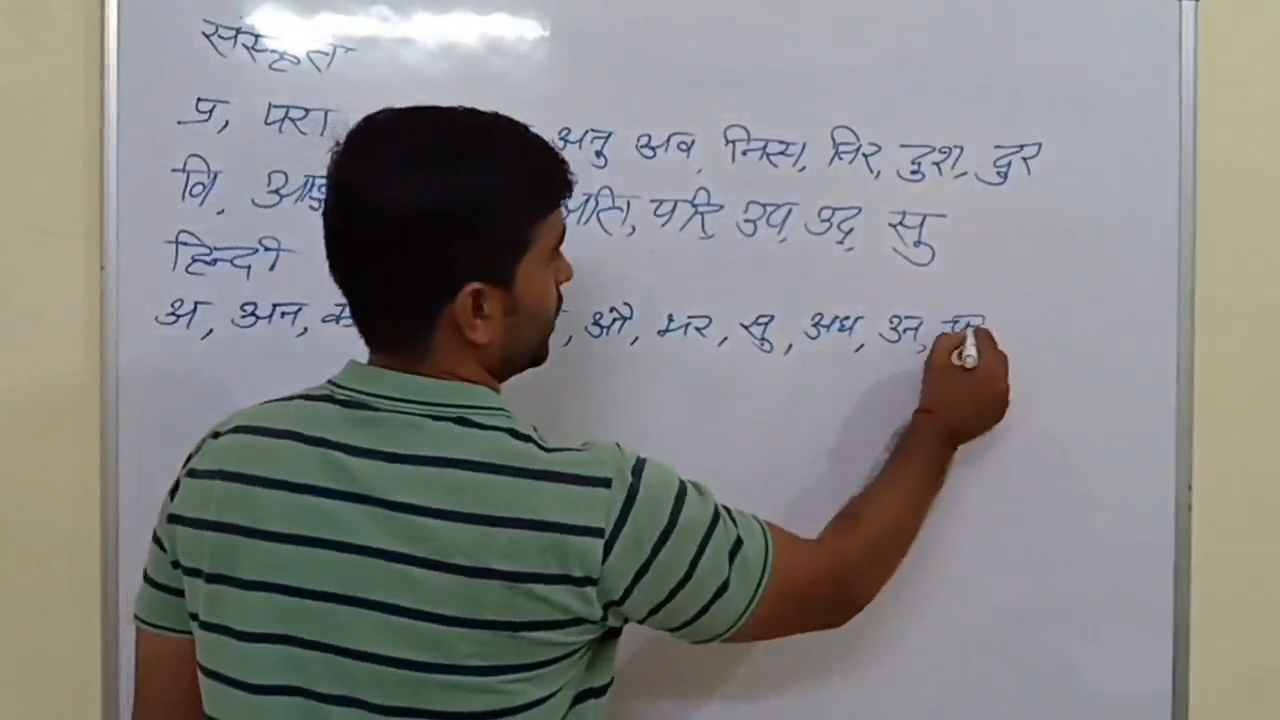 संस्कृत
प्र, परा अनु अव, निस, निर, दुश, दुर
वि, आङ अति, परि, उप, उद्, सु
हिन्दी
अ, अन, क औ, भर, सु, अध, उन,